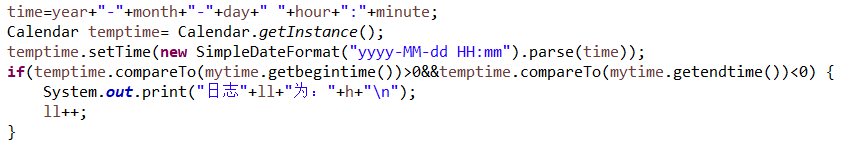 time=year+"-"+month+"-"+day+" "+hour+":"+minute;
Calendar temptime= Calendar.getInstance();
temptime.setTime(new SimpleDateFormat("yyyy-MM-dd HH:mm").parse(time));
if(temptime.compareTo(mytime.getbegintime())>0&&temptime.compareTo(mytime.getendtime())<0) {
System.out.print("日志"+ll+"为："+h+"\n");
ll++;
}